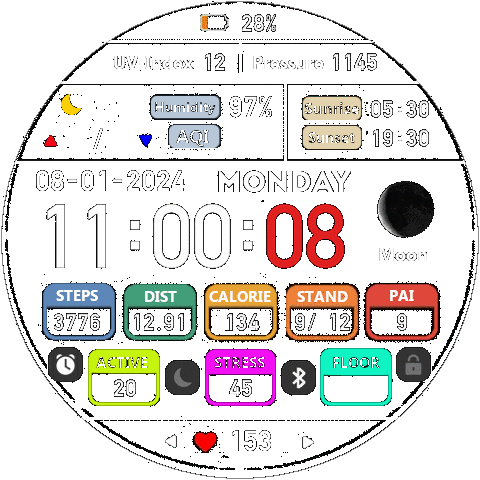 28%
UV Index 12 Pressure 1145
Humidity 97% Sunrise 05:30
/ AQI Sunset 19:30
08-01-2024 MONDAY
11:00:08
Moon
STEPS DIST CALORIE STAND PAI
3776 12.91 134 9/ 12 9
ACTIVE STRESS FLOOR
20 45
153